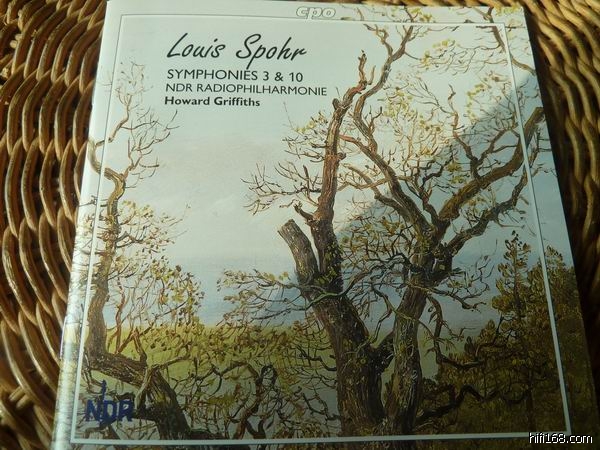 cpo
Louis Spohr
SYMPHONIES 3 & 10
NDR RADIOPHILHARMONIE
Howard Griffiths
NDR
hifi168.com